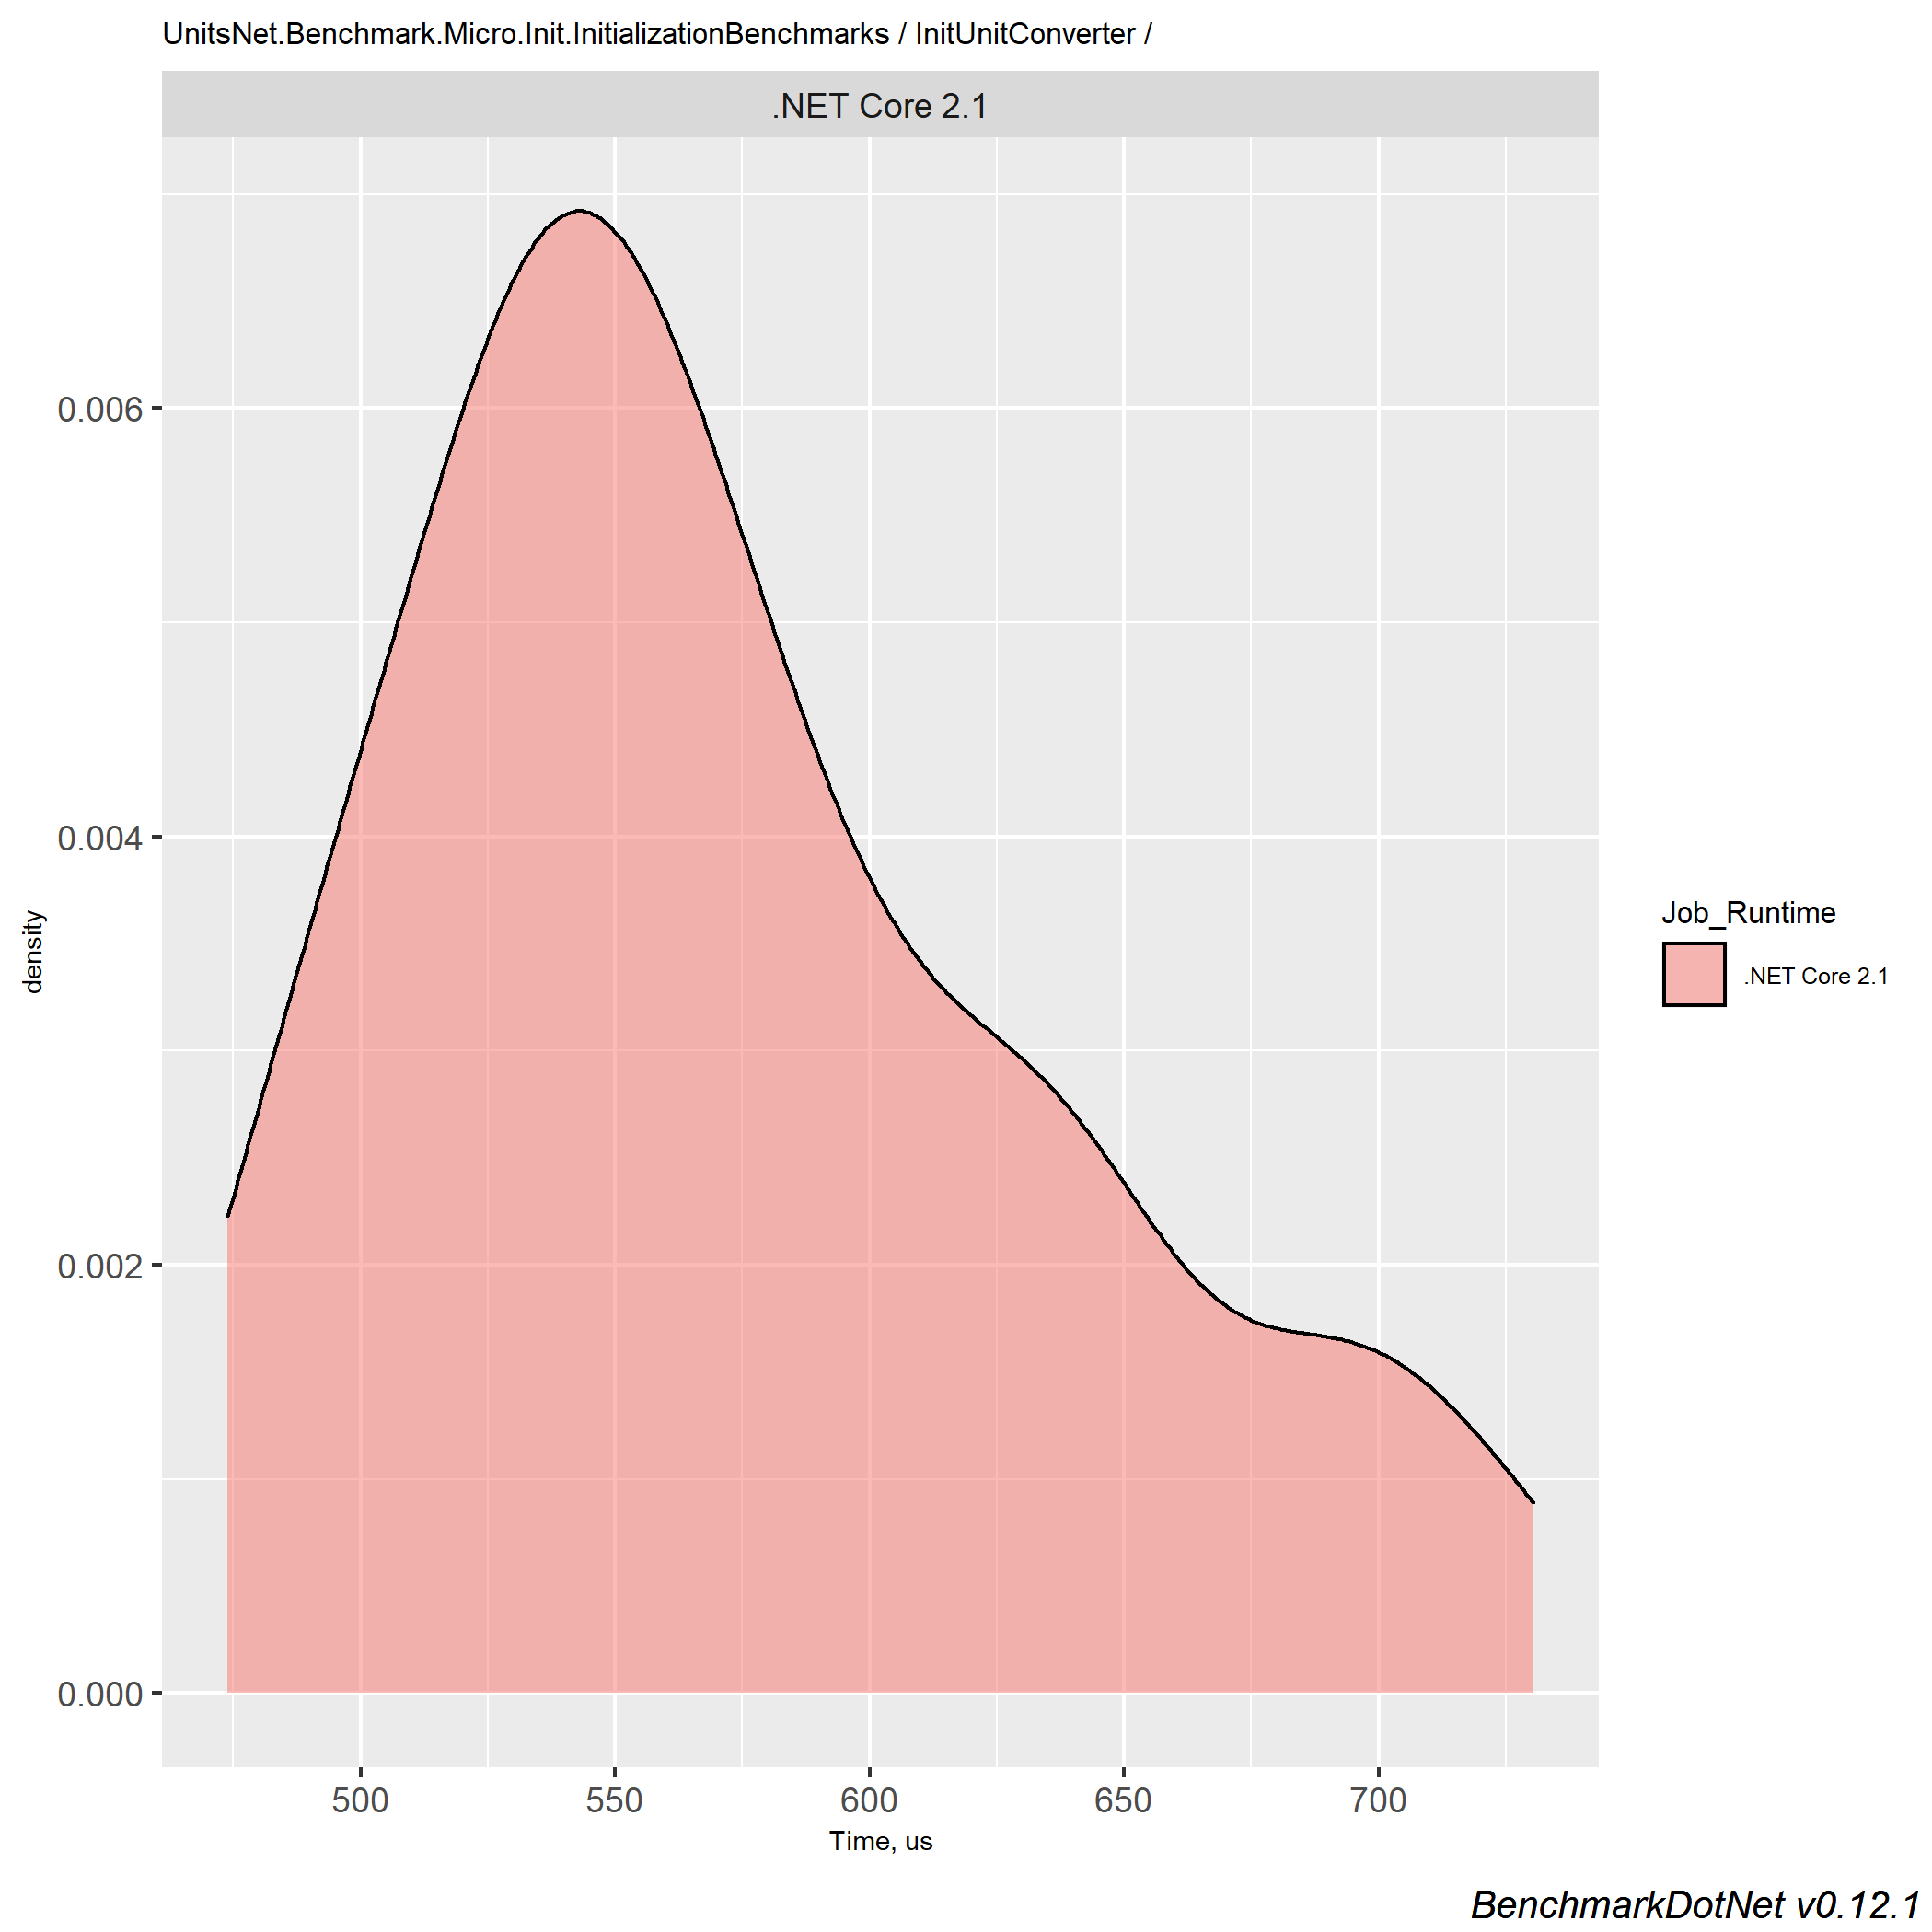 UnitsNet.Benchmark.Micro.Init.InitializationBenchmarks / InitUnitConverter /
.NET Core 2.1
0.006
0.004
0.002
0.000
density
500 550 600 650 700
Time, us
Job_Runtime
.NET Core 2.1
BenchmarkDotNet v0.12.1